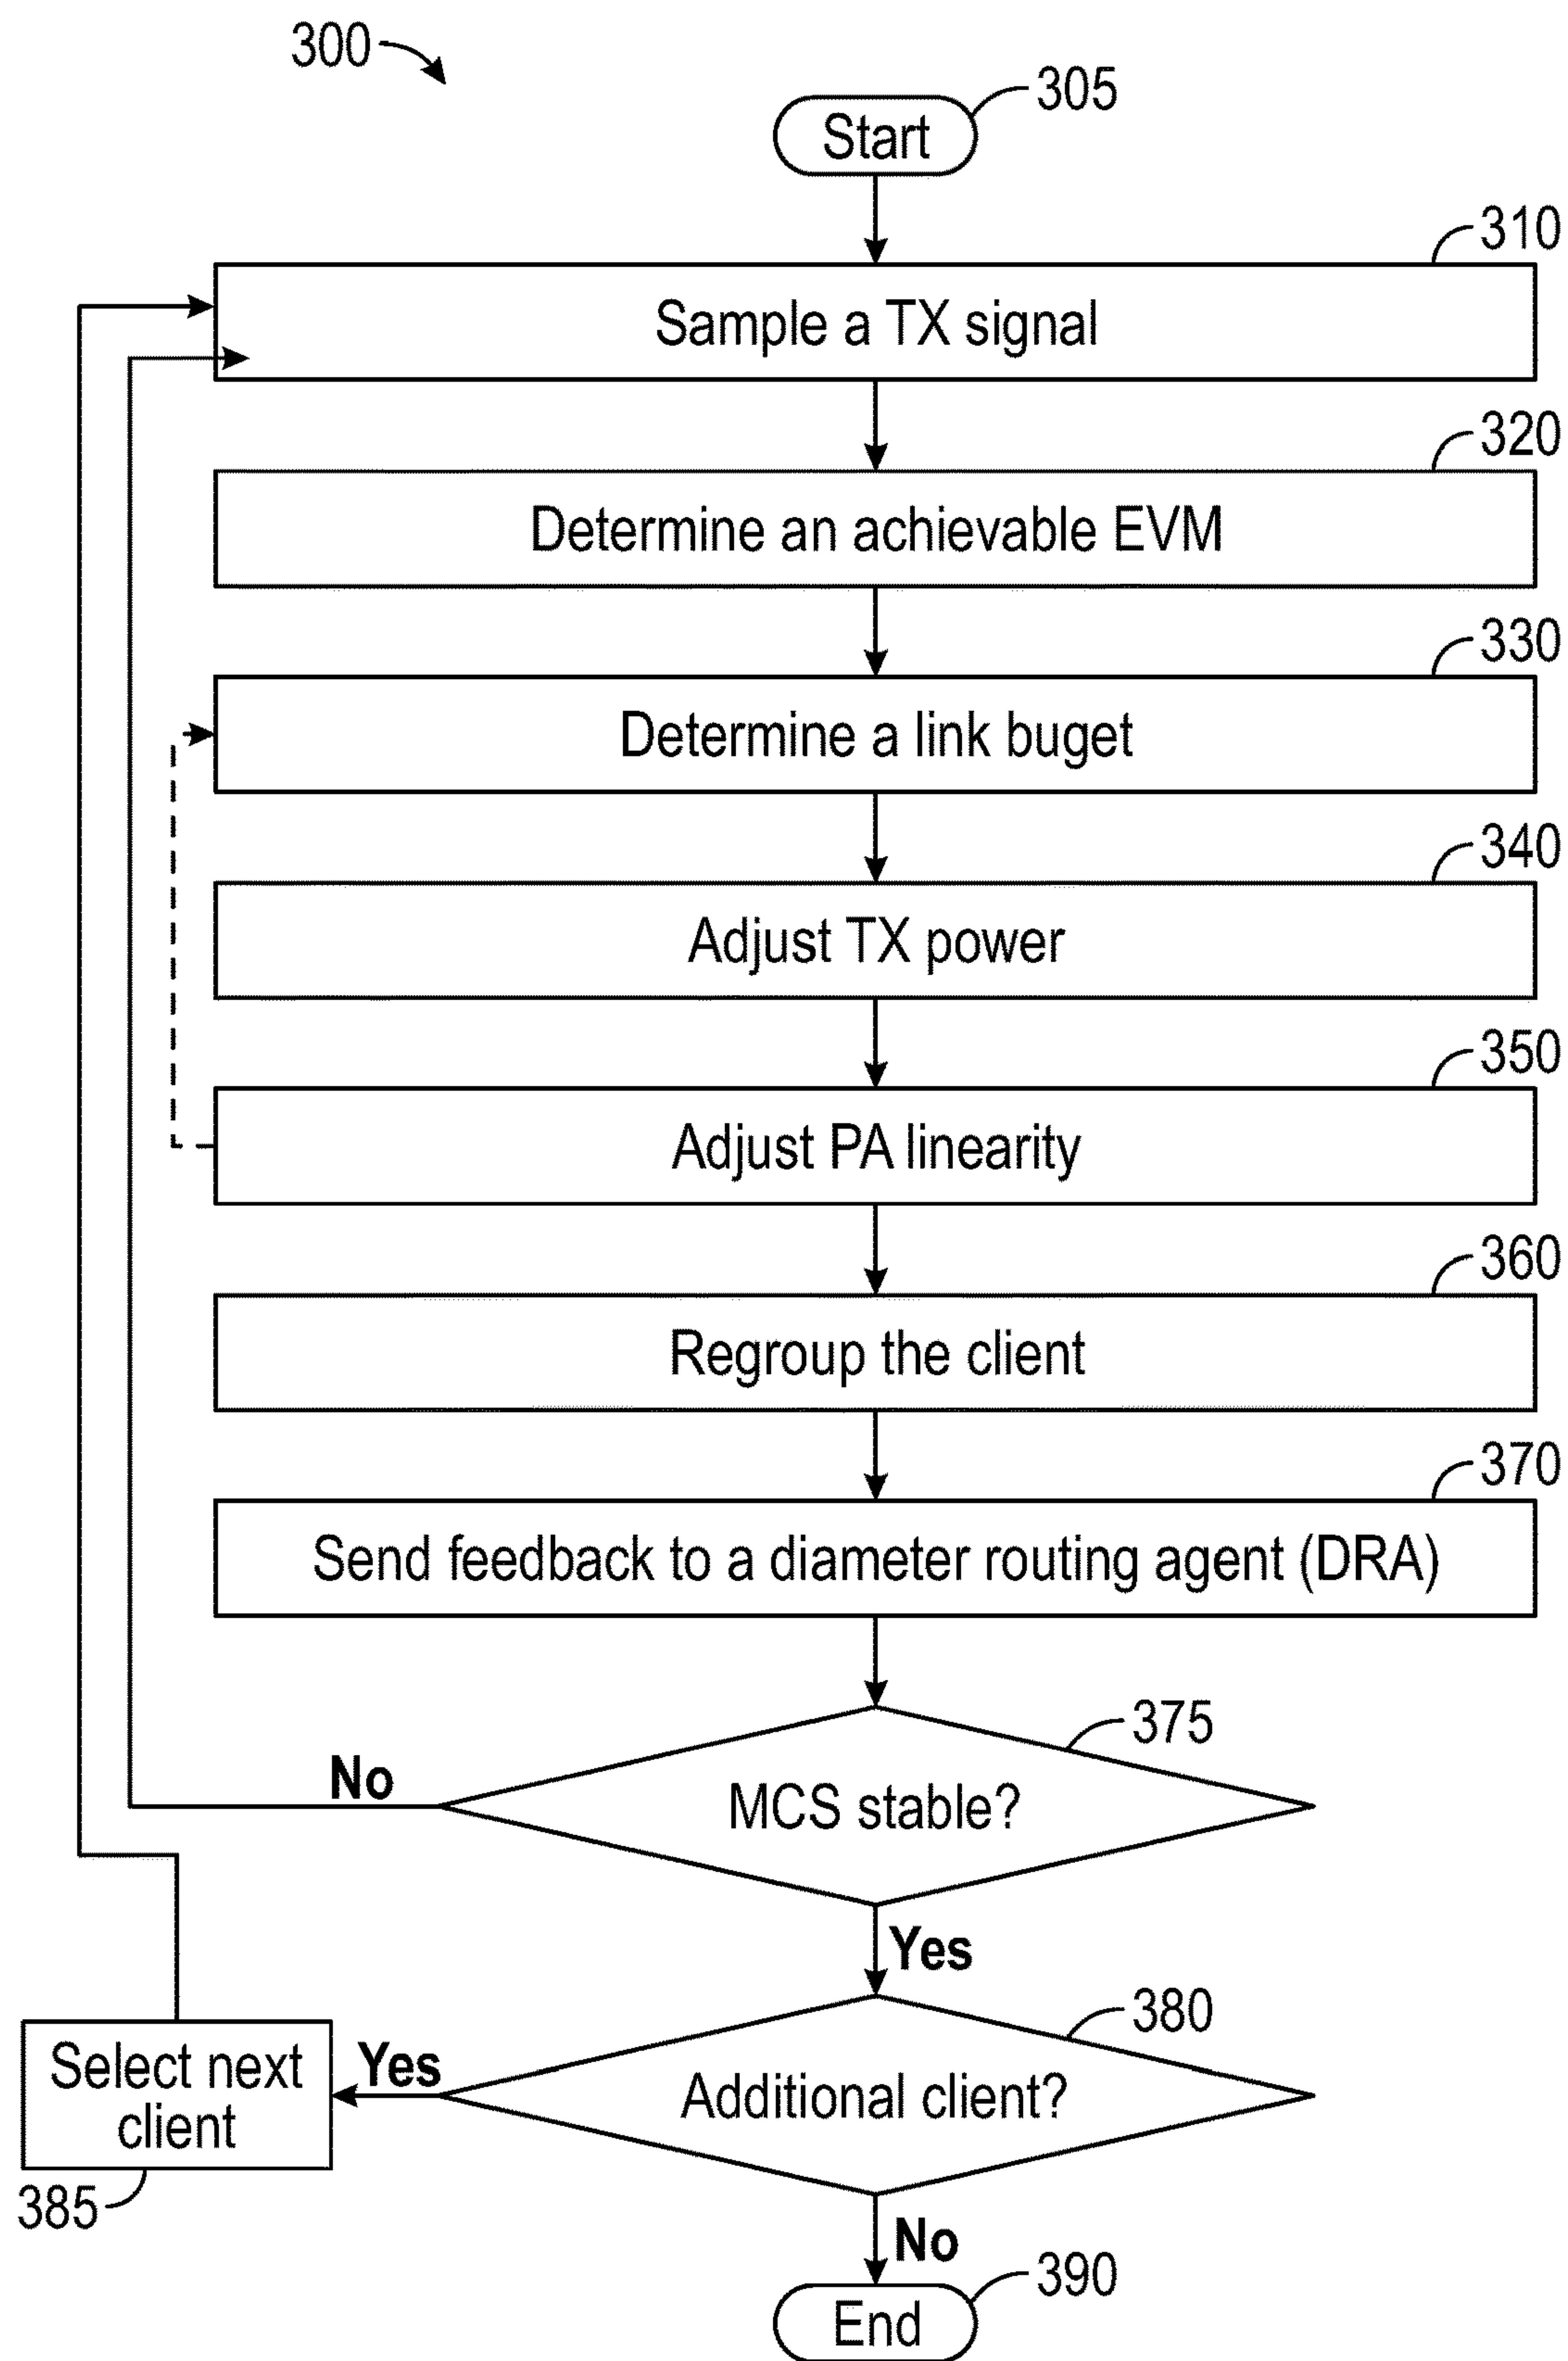 300
305
Start
310
Sample a TX signal
320
Determine an achievable EVM
330
Determine a link buget
340
Adjust TX power
350
Adjust PA linearity
360
Regroup the client
370
Send feedback to a diameter routing agent (DRA)
375
No
MCS stable?
Yes
380
Select next
client
Yes
Additional client?
385
No
390
End